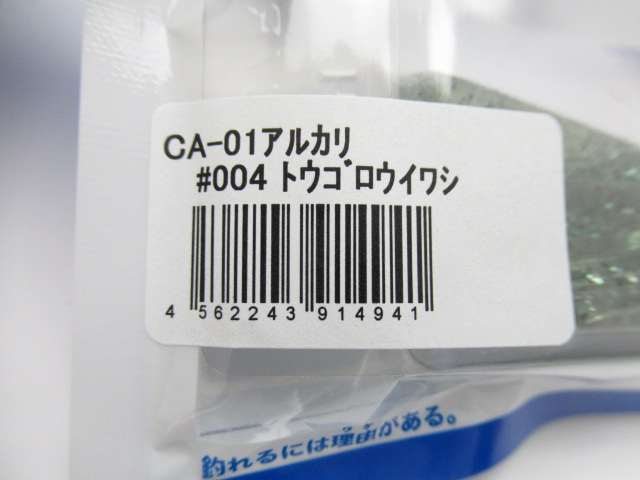 CA-01アルカリ
#004 トウゴロウイワシ
4 562243 914941
釣れるには理由がある。